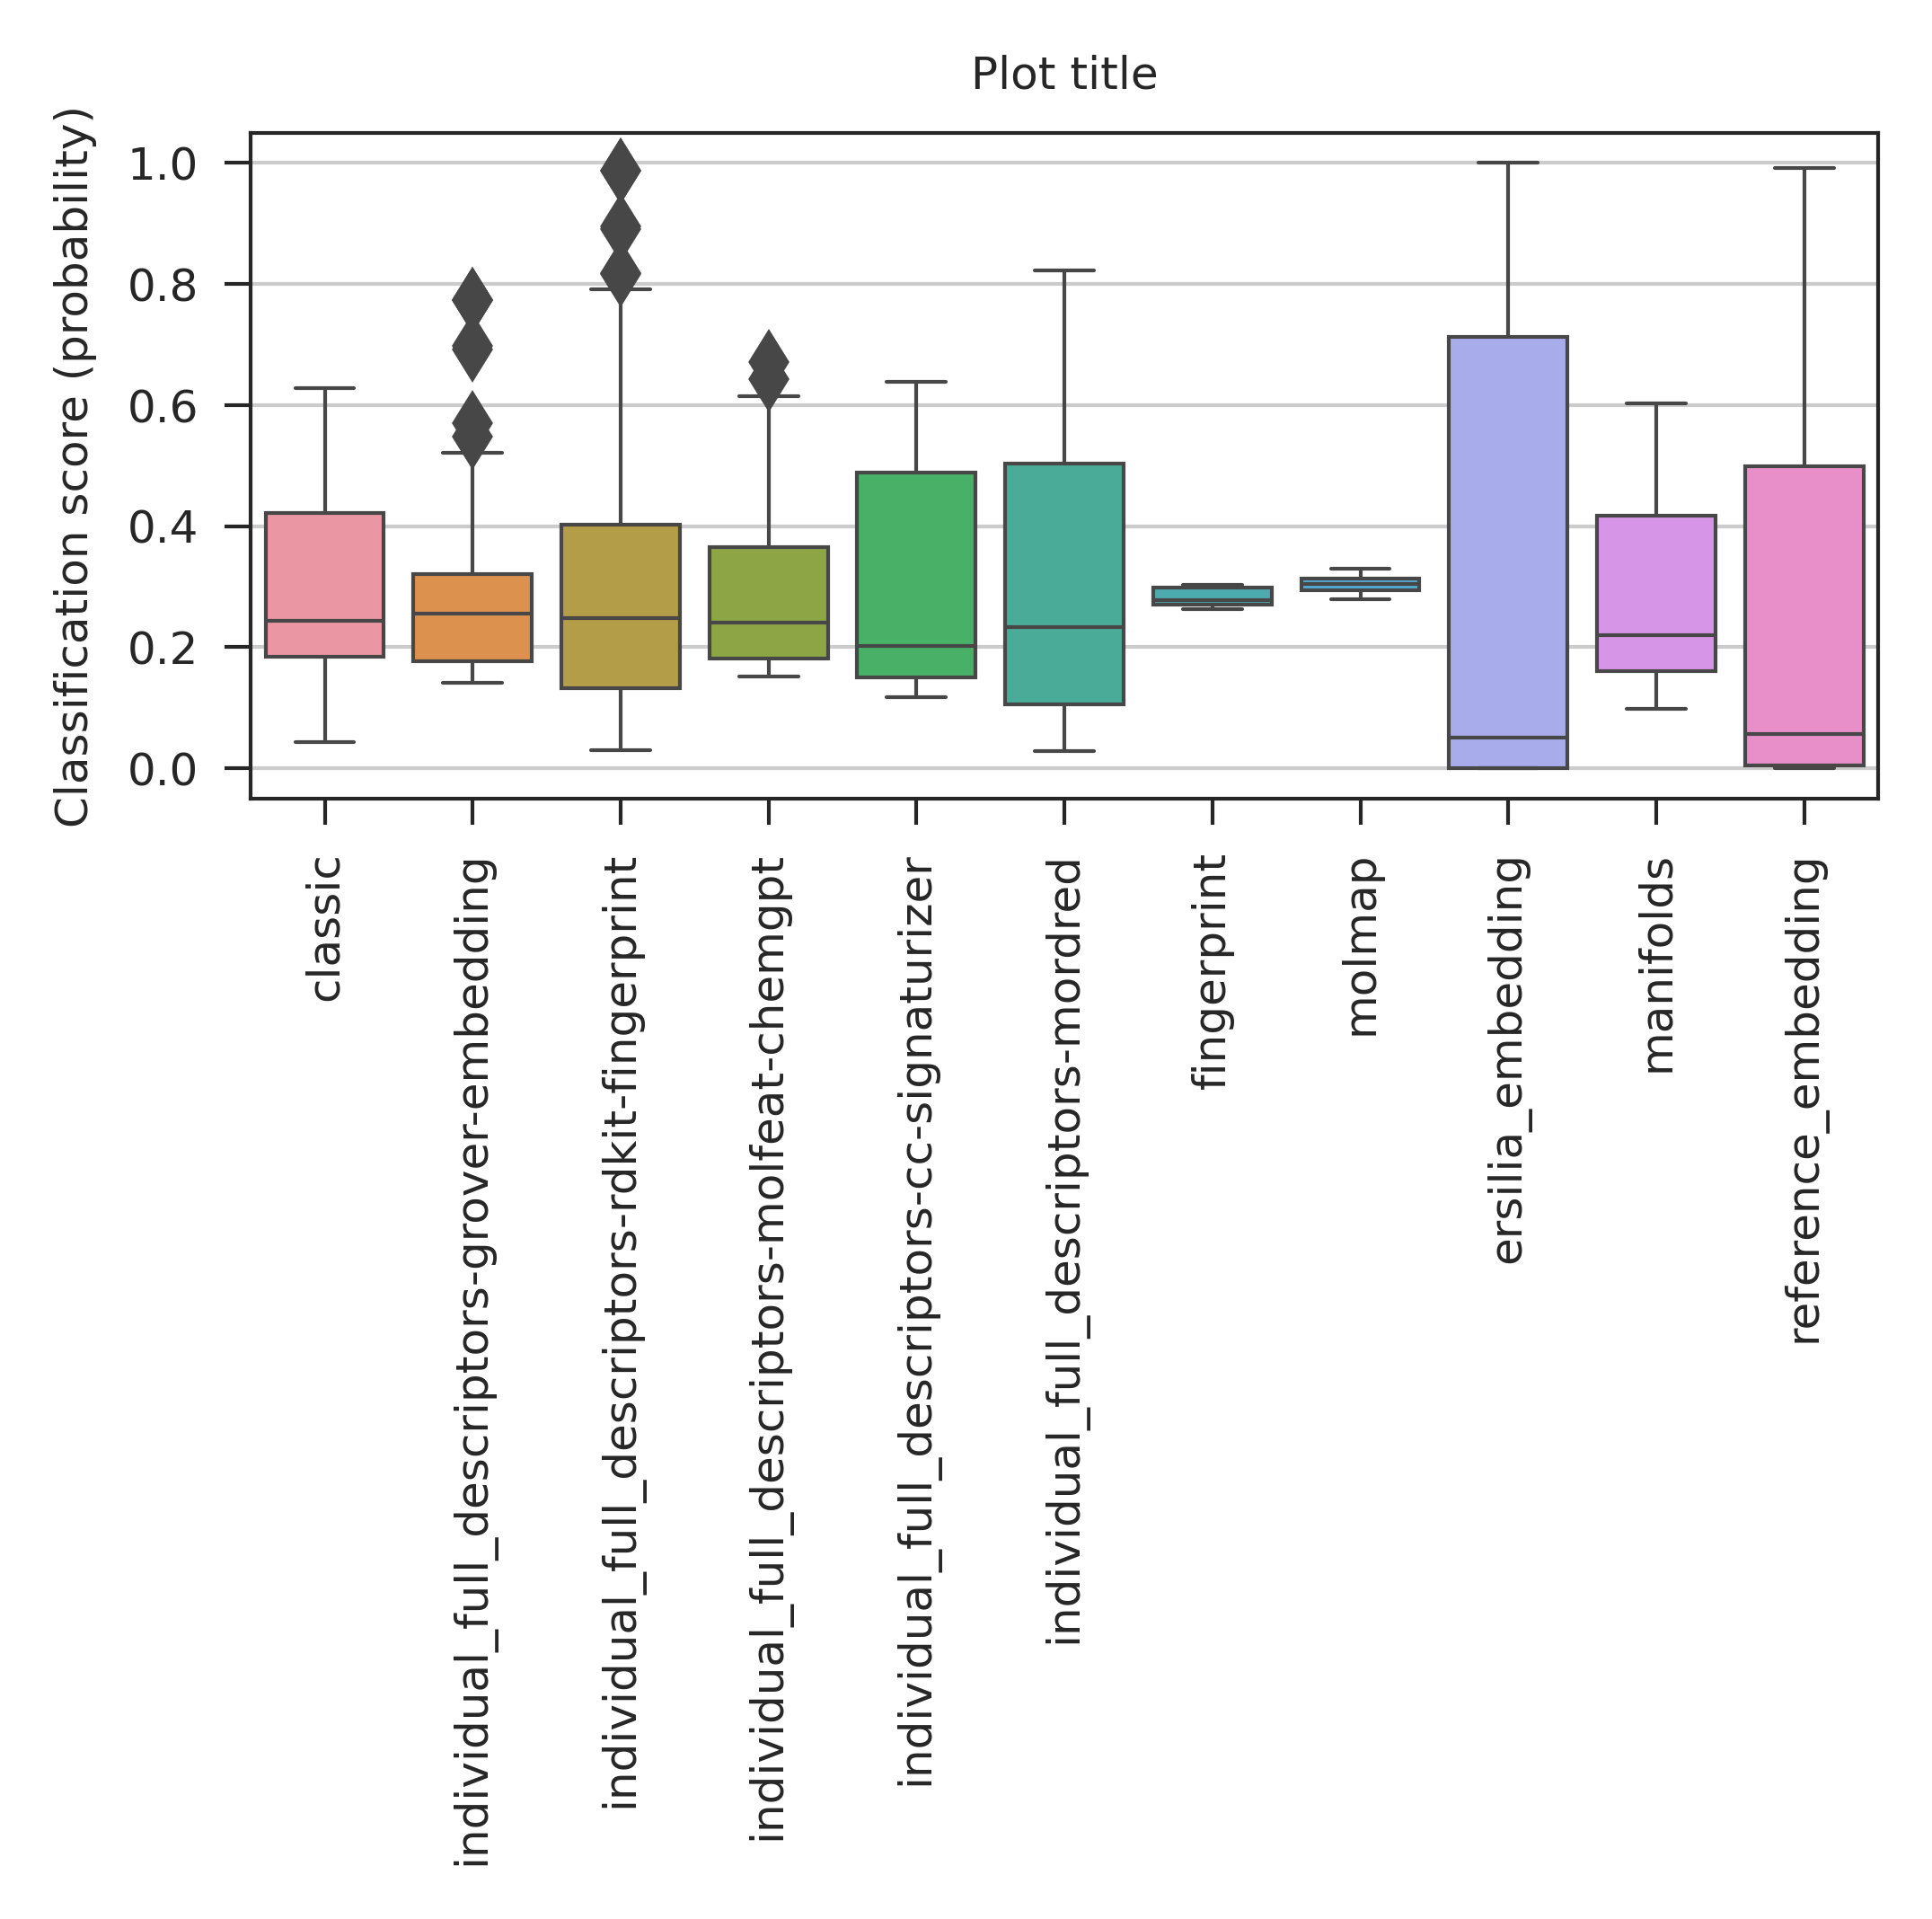 Plot title
Classification score (probability)
1.0
0.8
0.6
0.4
0.2
0.0
classic
individual_full_descriptors-grover-embedding
individual_full_descriptors-rdkit-fingerprint
individual_full_descriptors-molfeat-chemgpt
individual_full_descriptors-cc-signaturizer
individual_full_descriptors-mordred
fingerprint
molmap
ersilia_embedding
manifolds
reference_embedding